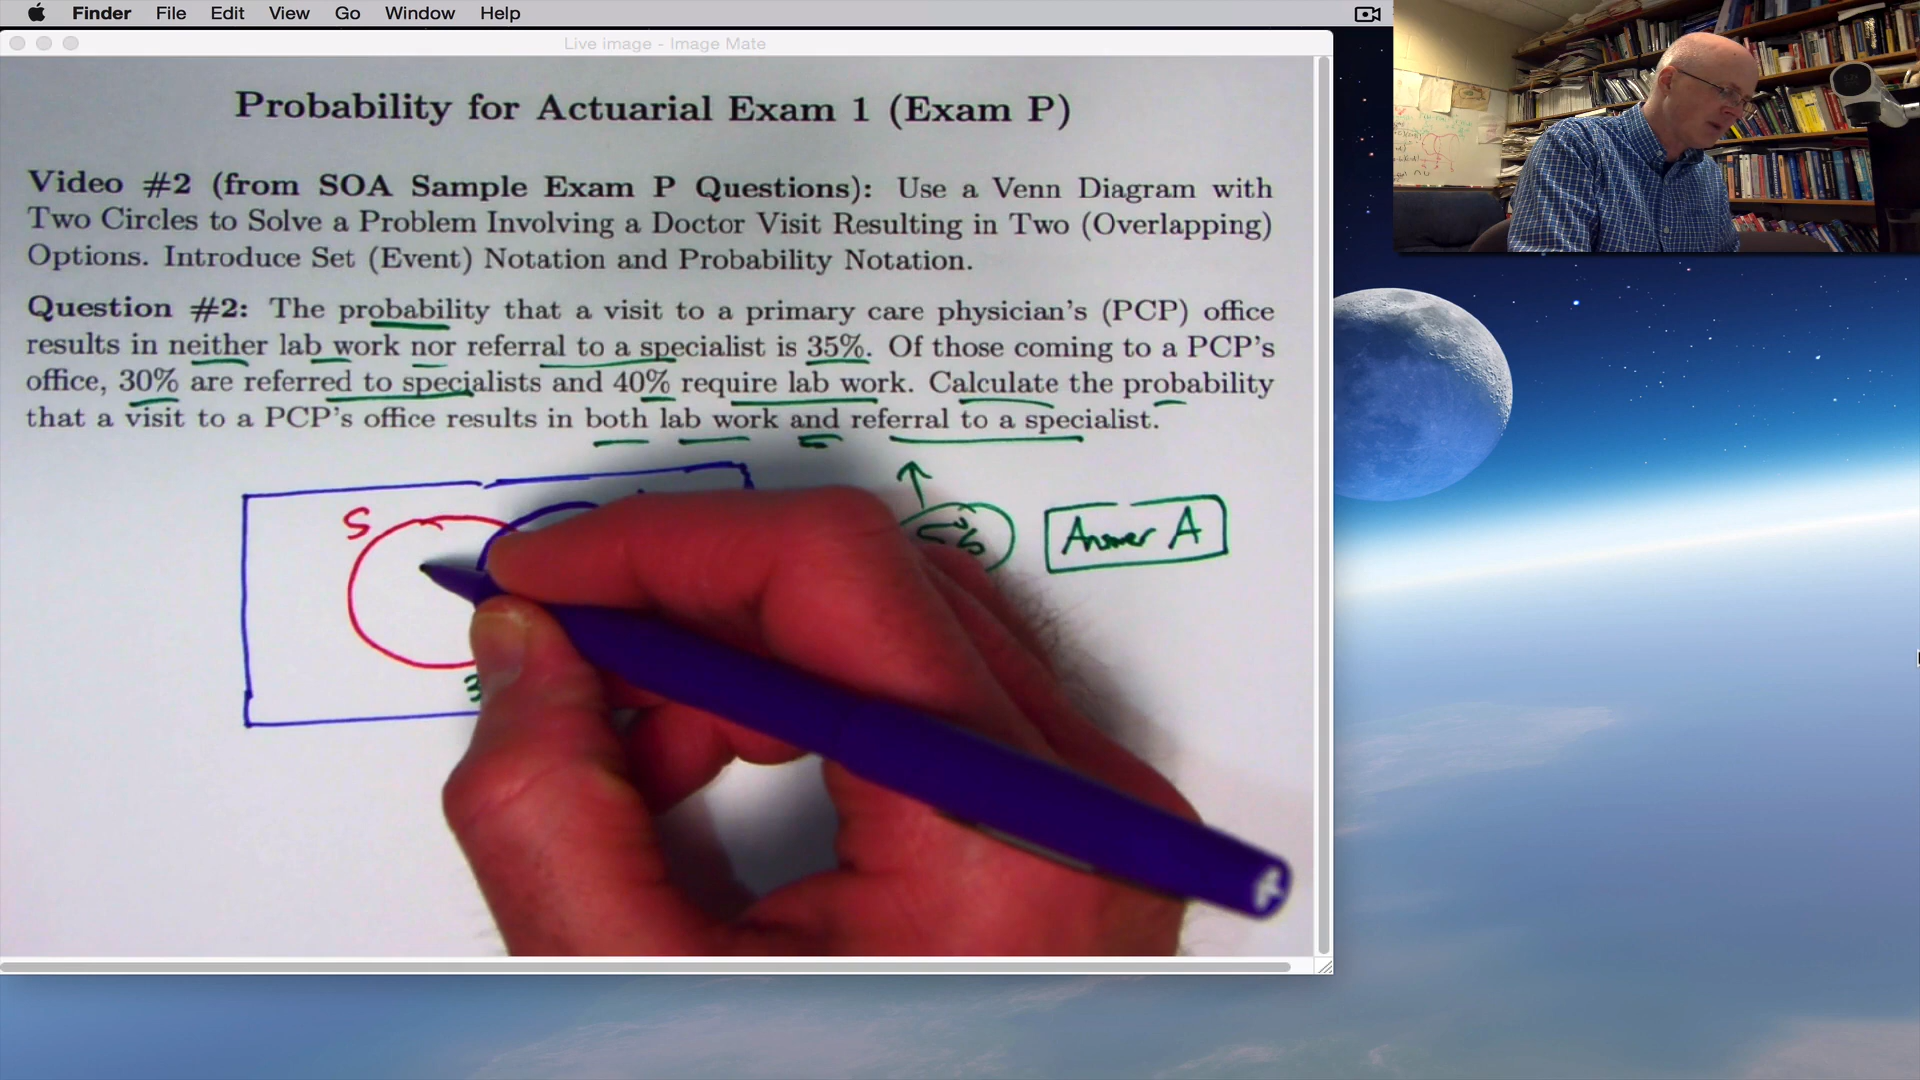 Finder File Edit View Go Window Help
Live image - Image Mate
Probability for Actuarial Exam 1 (Exam P)
Video #2 (from SOA Sample Exam P Questions): Use a Venn Diagram with
Two Circles to Solve a Problem Involving a Doctor Visit Resulting in Two (Overlapping)
Options. Introduce Set (Event) Notation and Probability Notation.
Question #2: The probability that a visit to a primary care physician's (PCP) office
results in neither lab work nor referral to a specialist is 35%. Of those coming to a PCP's
office, 30% are referred to specialists and 40% require lab work. Calculate the probability
that a visit to a PCP's office results in both lab work and referral to a specialist.
S
Answer A